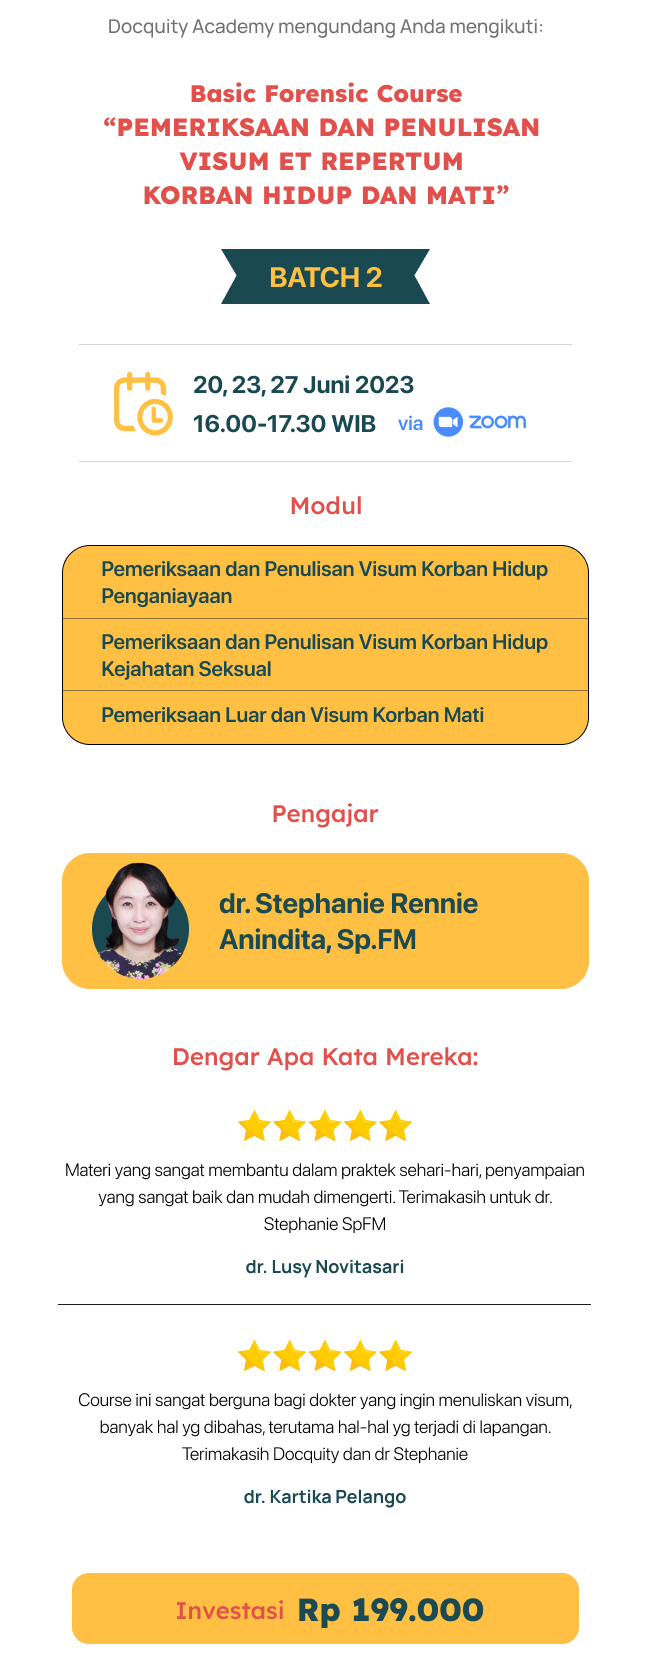 Docquity Academy mengundang Anda mengikuti:
Basic Forensic Course
“PEMERIKSAAN DAN PENULISAN
VISUM ET REPERTUM
KORBAN HIDUP DAN MATI”
BATCH 2
20, 23, 27 Juni 2023
16.00-17.30 WIB via zoom
Modul
Pemeriksaan dan Penulisan Visum Korban Hidup
Penganiayaan
Pemeriksaan dan Penulisan Visum Korban Hidup
Kejahatan Seksual
Pemeriksaan Luar dan Visum Korban Mati
Pengajar
dr. Stephanie Rennie
Anindita, Sp.FM
Dengar Apa Kata Mereka:
Materi yang sangat membantu dalam praktek sehari-hari, penyampaian
yang sangat baik dan mudah dimengerti. Terimakasih untuk dr.
Stephanie SpFM
dr. Lusy Novitasari
Course ini sangat berguna bagi dokter yang ingin menuliskan visum,
banyak hal yg dibahas, terutama hal-hal yg terjadi di lapangan.
Terimakasih Docquity dan dr Stephanie
dr. Kartika Pelango
Investasi Rp 199.000